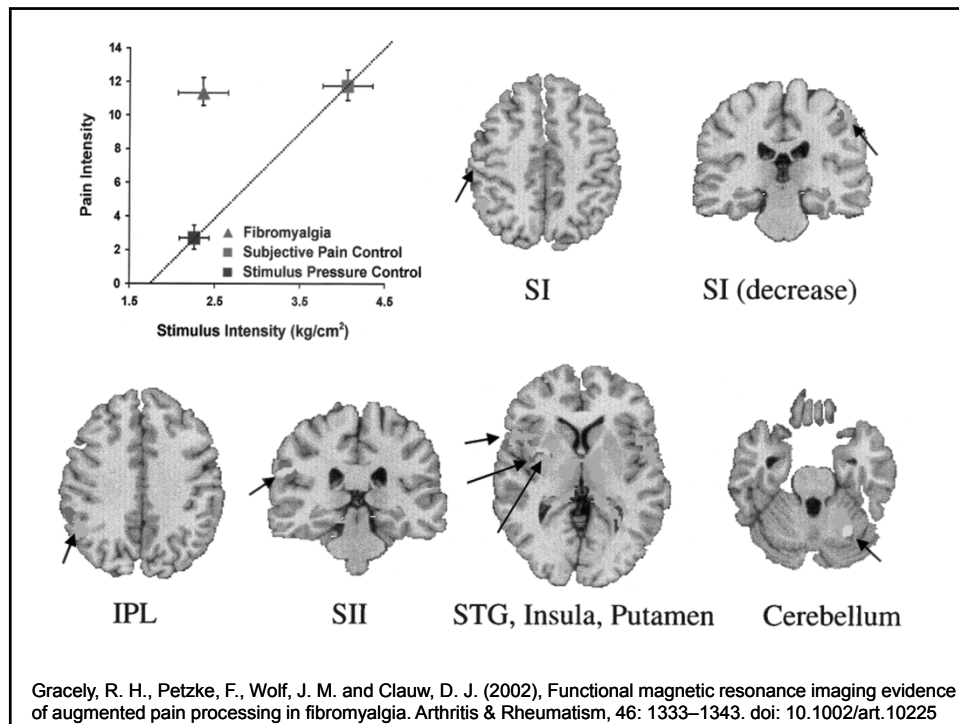 14
12
10
8
6
4
2
0
Pain Intensity
Fibromyalgia
Subjective Pain Control
Stimulus Pressure Control
1.5 2.5 3.5 4.5
Stimulus Intensity (kg/cm²)
SI
SI (decrease)
IPL
SII
STG, Insula, Putamen
Cerebellum
Gracely, R. H., Petzke, F., Wolf, J. M. and Clauw, D. J. (2002), Functional magnetic resonance imaging evidence
of augmented pain processing in fibromyalgia. Arthritis & Rheumatism, 46: 1333–1343. doi: 10.1002/art.10225